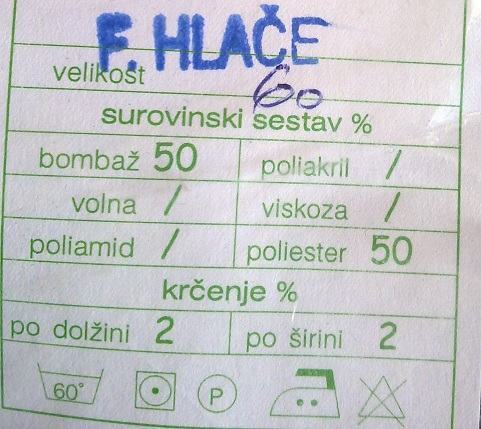 F. HLAČE
velikost 60
surovinski sestav %
bombaž 50 poliakril /
volna / viskoza /
poliamid / poliester 50
krčenje %
po dolžini 2 po širini 2
60° P